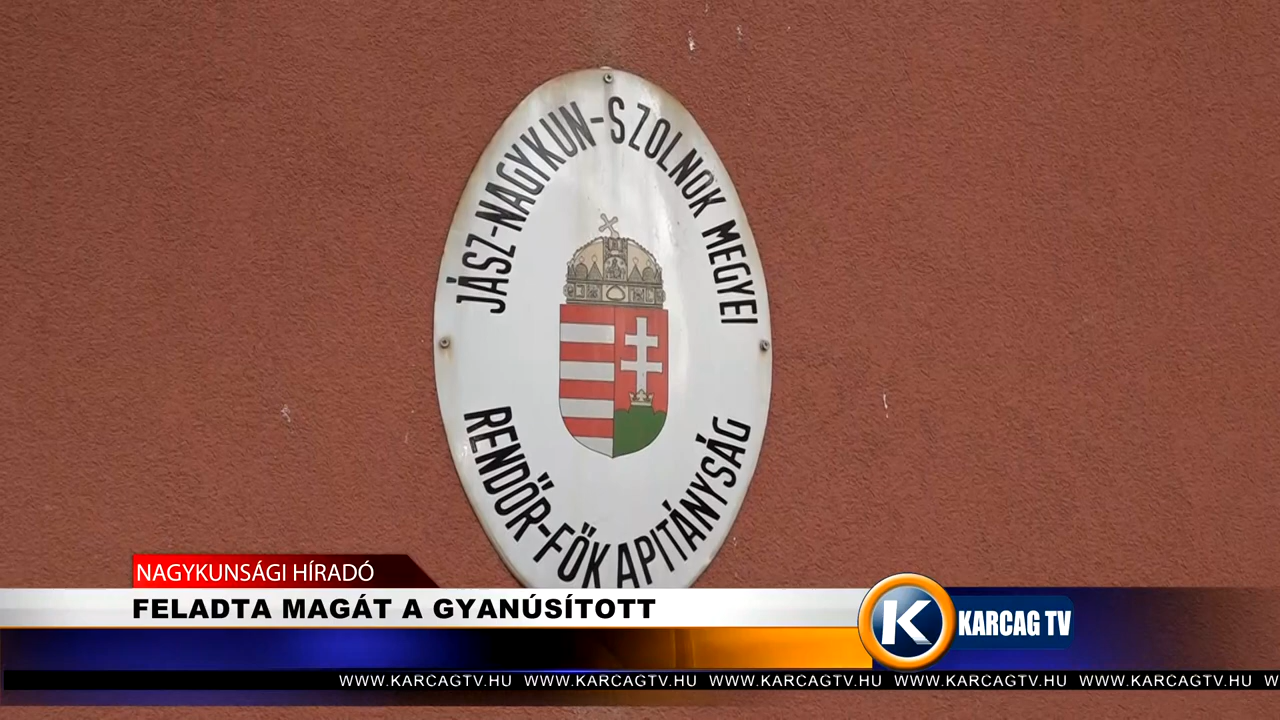 JÁSZ-NAGYKUN-SZOLNOK MEGYEI
RENDŐR-FŐKAPITÁNYSÁG
NAGYKUNSÁGI HÍRADÓ
FELADTA MAGÁT A GYANÚSÍTOTT
K KARCAG TV
WWW.KARCAGTV.HU WWW.KARCAGTV.HU WWW.KARCAGTV.HU WWW.KARCAGTV.HU WWW.KARCAGTV.HU